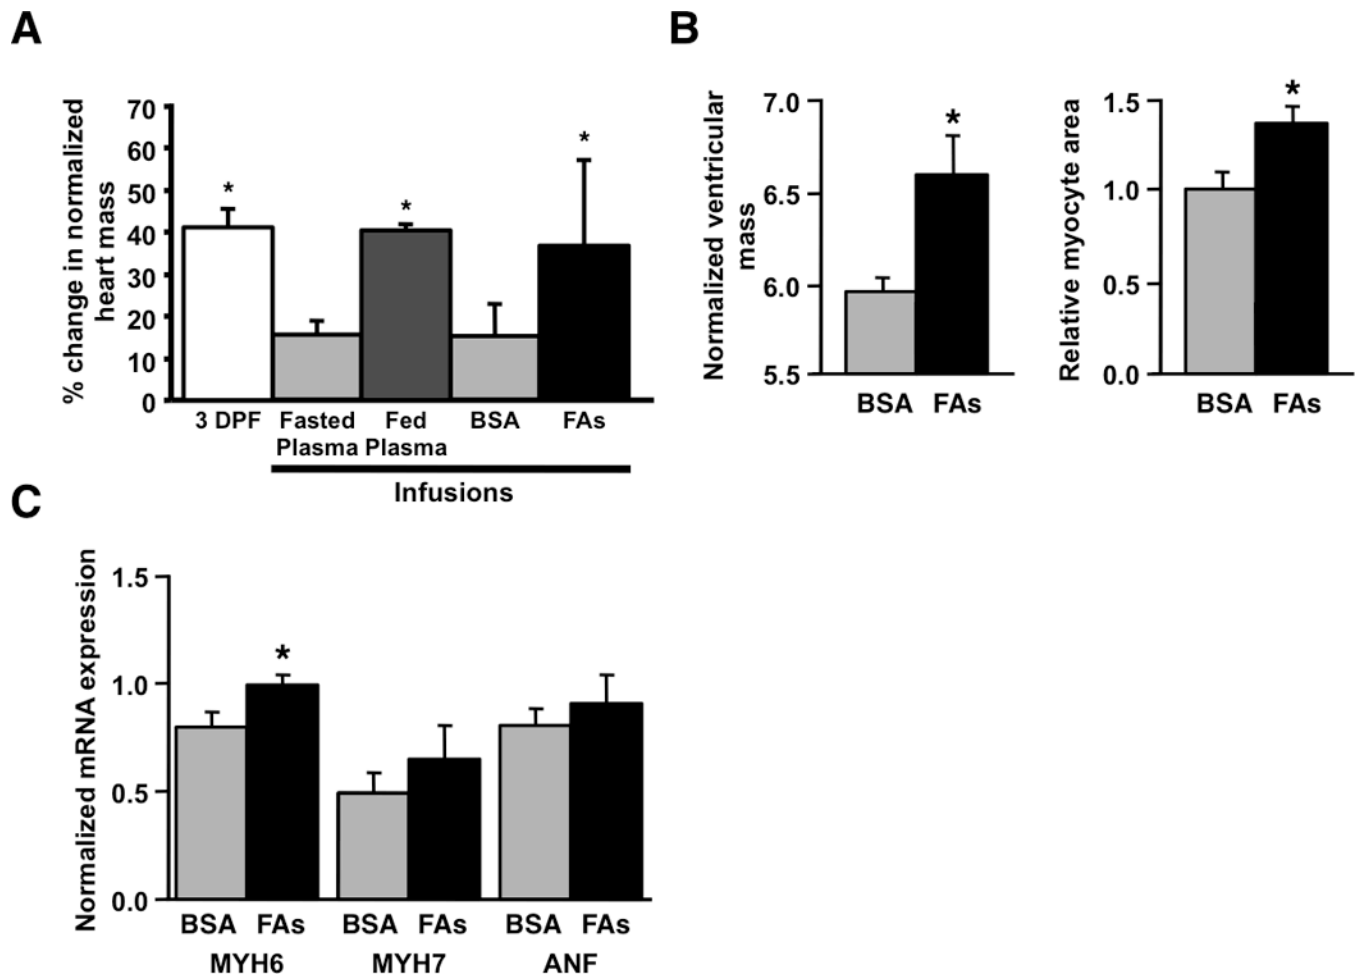 A
% change in normalized
heart mass
70
60
50
40
30
20
10
0
*
*
*
3 DPF
Fasted
Plasma
Fed
Plasma
BSA
FAs
Infusions
B
Normalized ventricular
mass
7.0
6.5
6.0
5.5
*
BSA FAs
Relative myocyte area
1.5
1.0
0.5
0.0
*
BSA FAs
C
Normalized mRNA expression
1.5
1.0
0.5
0.0
*
BSA FAs BSA FAs BSA FAs
MYH6 MYH7 ANF